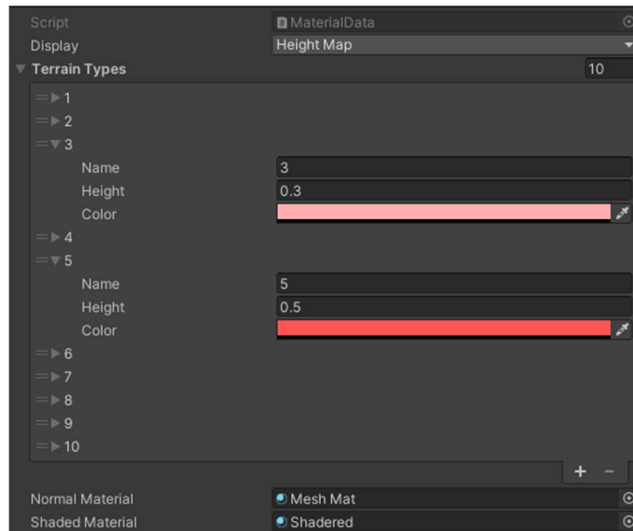 Script MaterialData
Display Height Map
Terrain Types 10
1
2
3
Name 3
Height 0.3
Color
4
5
Name 5
Height 0.5
Color
6
7
8
9
10
+ −
Normal Material Mesh Mat
Shaded Material Shadered